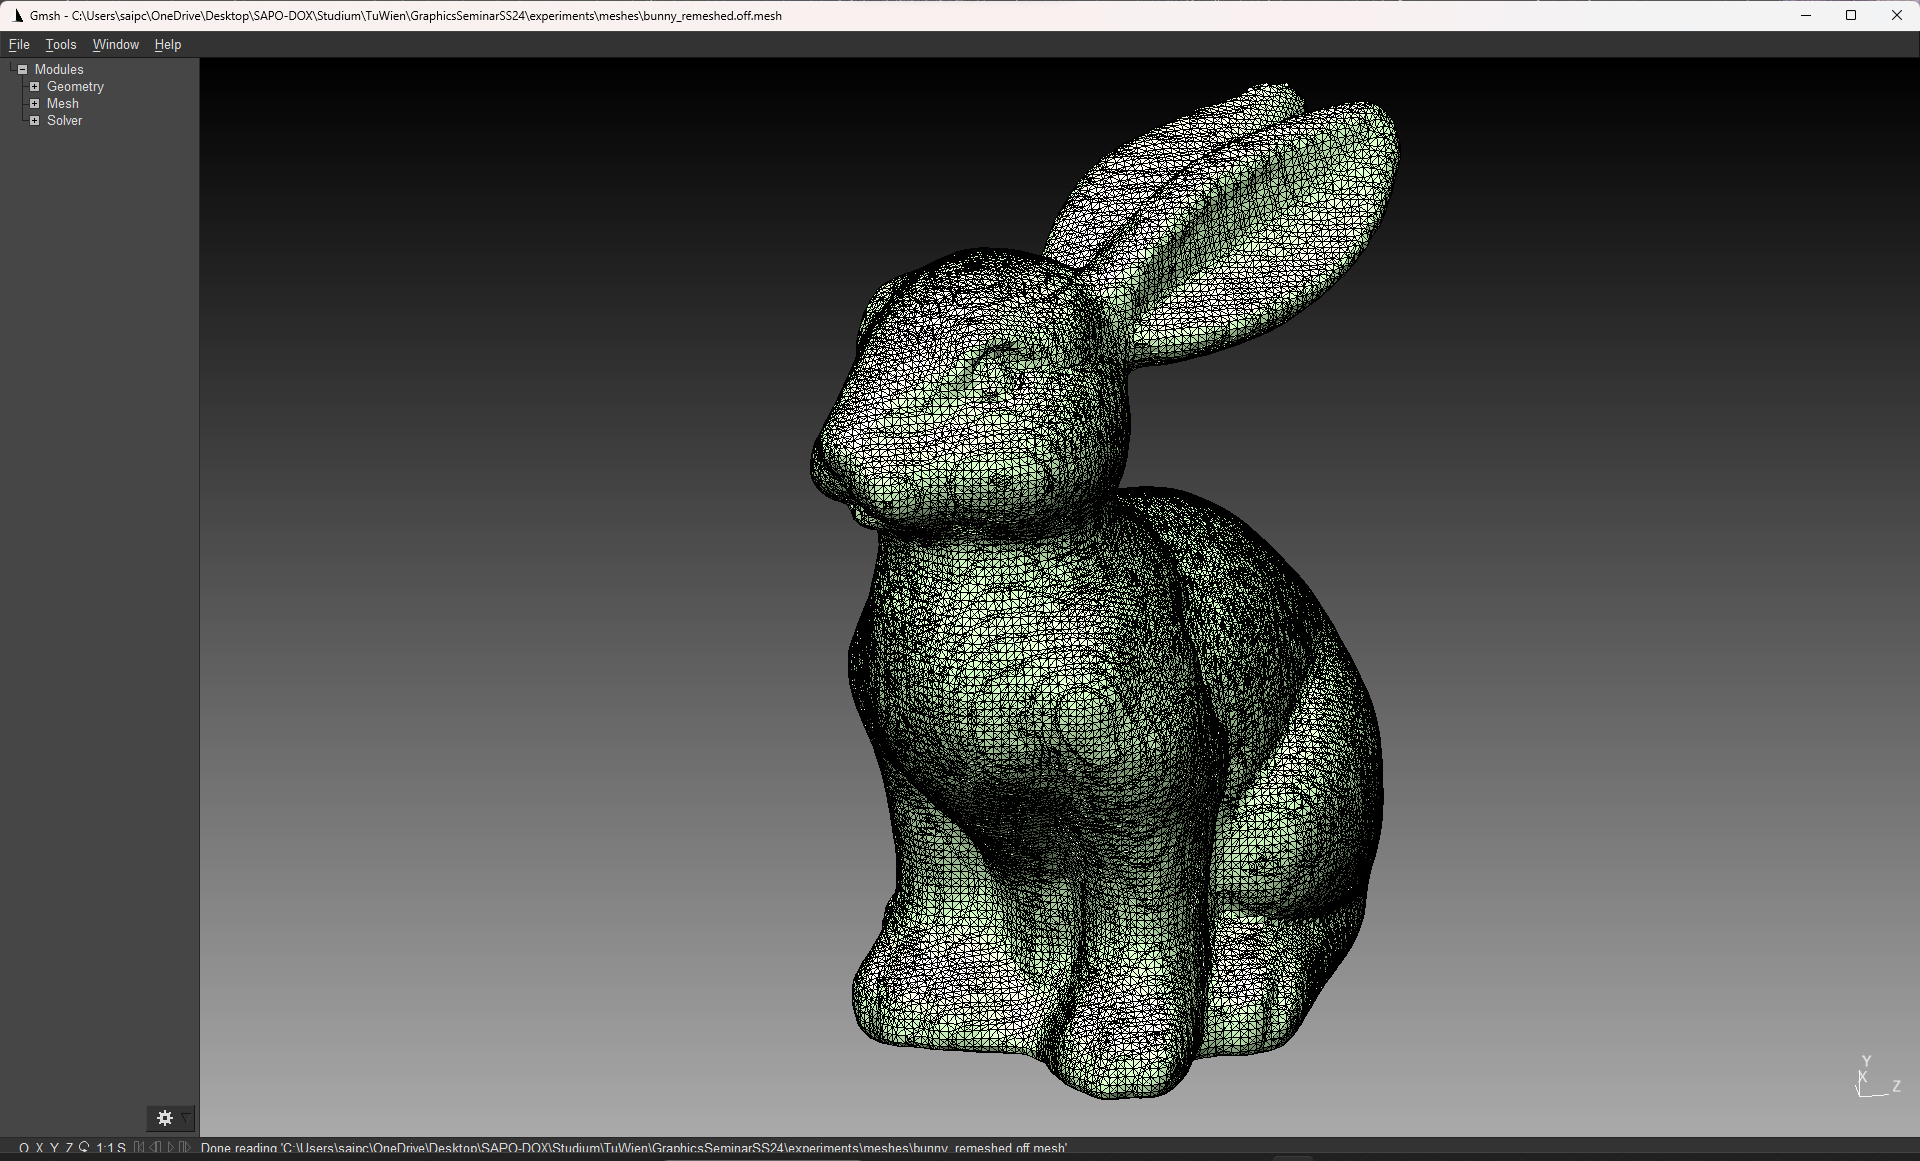 Gmsh - C:\Users\saipc\OneDrive\Desktop\SAPO-DOX\Studium\TuWien\GraphicsSeminarSS24\experiments\meshes\bunny_remeshed.off.mesh
File Tools Window Help
Modules
Geometry
Mesh
Solver
Y
X
Z
O X Y Z 1:1 S Done reading 'C:\Users\saipc\OneDrive\Desktop\SAPO-DOX\Studium\TuWien\GraphicsSeminarSS24\experiments\meshes\bunny_remeshed.off.mesh'